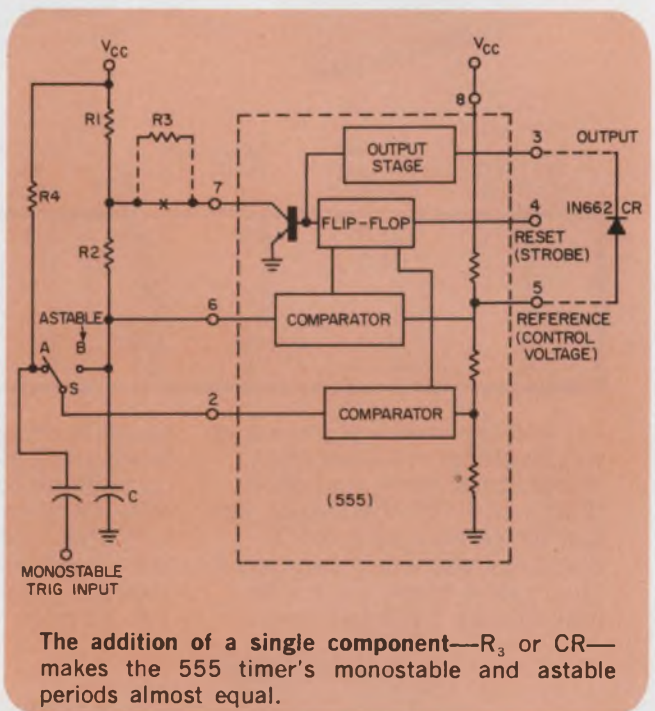 VCC
VCC
R1
R3
8
3
OUTPUT
OUTPUT
STAGE
R4
7
4
IN662 CR
FLIP-FLOP
RESET
(STROBE)
R2
5
ASTABLE
6
COMPARATOR
REFERENCE
(CONTROL
VOLTAGE)
A
B
S
2
COMPARATOR
C
(555)
MONOSTABLE
TRIG INPUT
The addition of a single component—R₃ or CR—
makes the 555 timer's monostable and astable
periods almost equal.